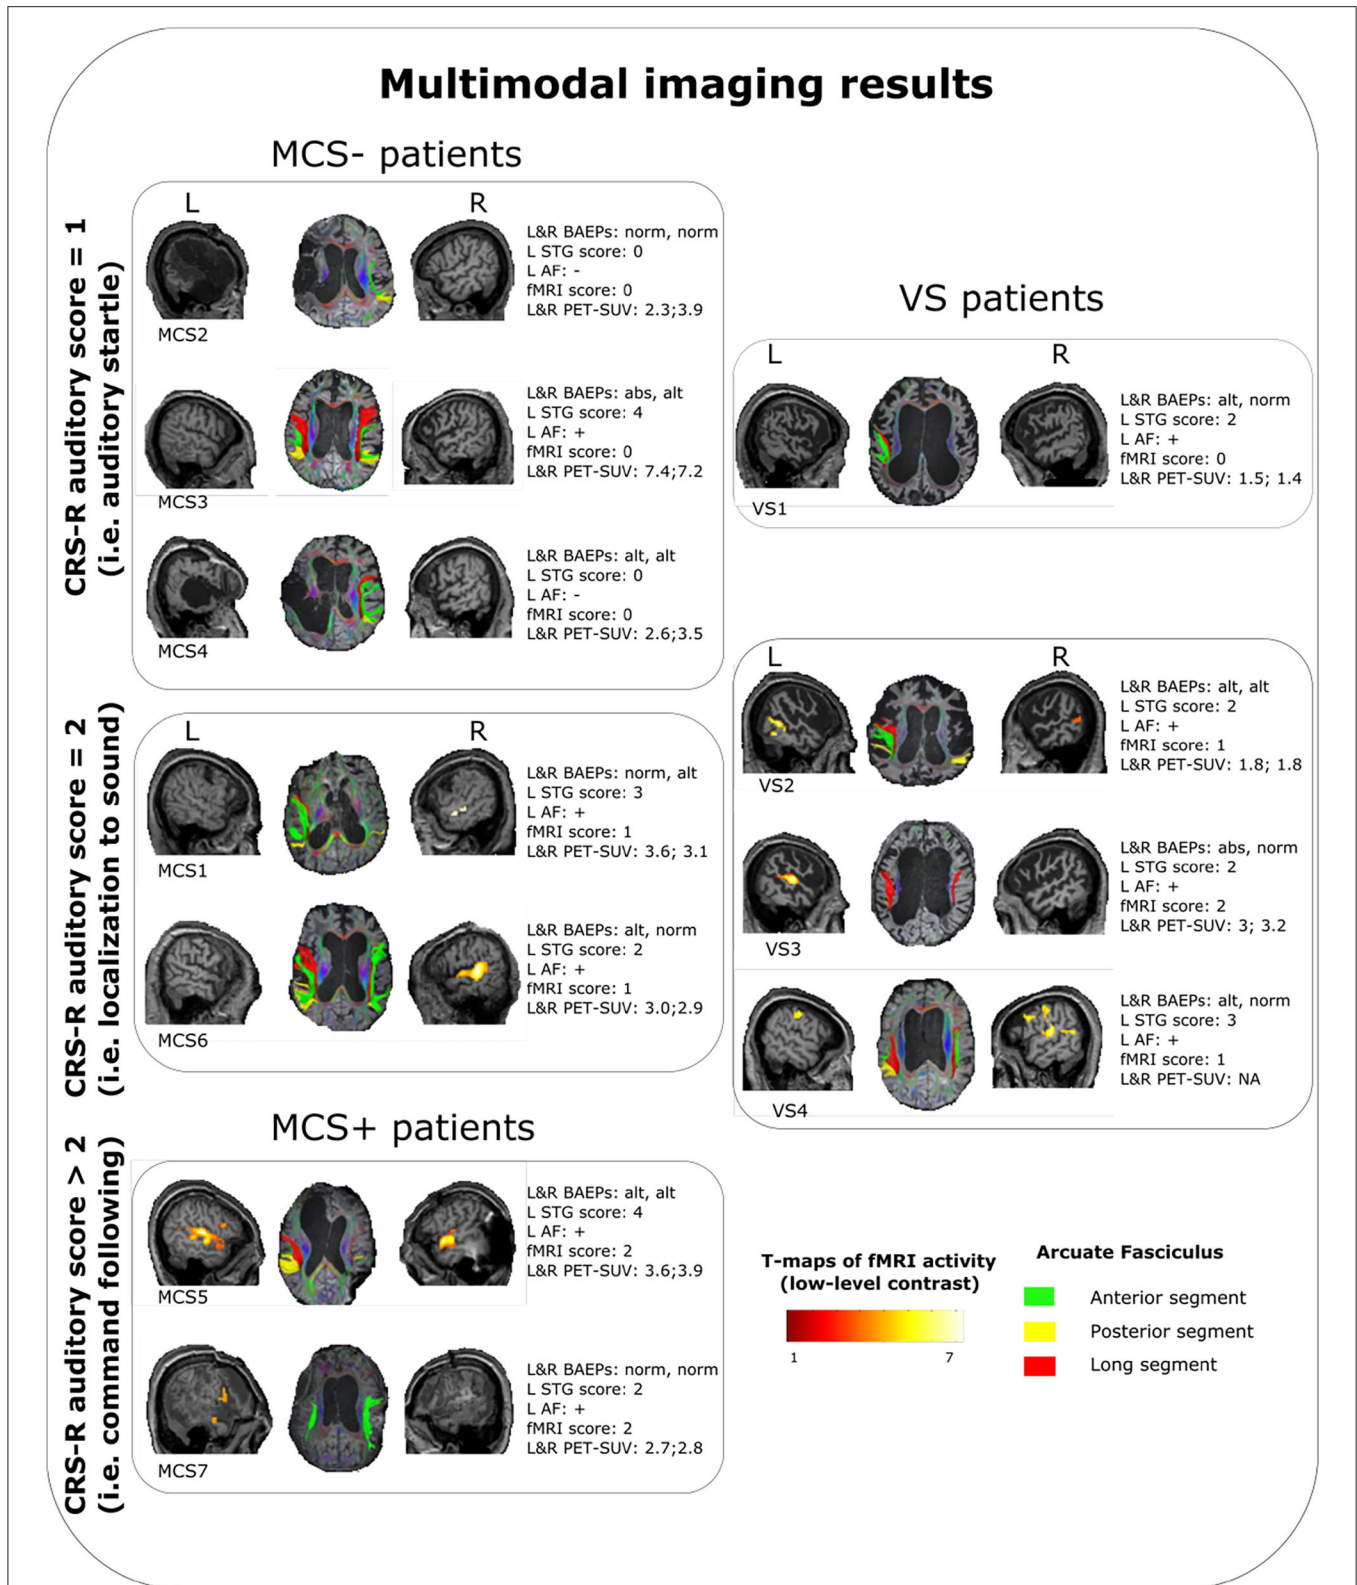 Multimodal imaging results
MCS- patients
CRS-R auditory score = 1
(i.e. auditory startle)
L
R
L&R BAEPs: norm, norm
L STG score: 0
L AF: -
fMRI score: 0
L&R PET-SUV: 2.3;3.9
MCS2
L&R BAEPs: abs, alt
L STG score: 4
L AF: +
fMRI score: 0
L&R PET-SUV: 7.4;7.2
MCS3
L&R BAEPs: alt, alt
L STG score: 0
L AF: -
fMRI score: 0
L&R PET-SUV: 2.6;3.5
MCS4
VS patients
L
R
L&R BAEPs: alt, norm
L STG score: 2
L AF: +
fMRI score: 0
L&R PET-SUV: 1.5; 1.4
VS1
CRS-R auditory score = 2
(i.e. localization to sound)
L
R
L&R BAEPs: norm, alt
L STG score: 3
L AF: +
fMRI score: 1
L&R PET-SUV: 3.6; 3.1
MCS1
L&R BAEPs: alt, norm
L STG score: 2
L AF: +
fMRI score: 1
L&R PET-SUV: 3.0;2.9
MCS6
L
R
L&R BAEPs: alt, alt
L STG score: 2
L AF: +
fMRI score: 1
L&R PET-SUV: 1.8; 1.8
VS2
L&R BAEPs: abs, norm
L STG score: 2
L AF: +
fMRI score: 2
L&R PET-SUV: 3; 3.2
VS3
L&R BAEPs: alt, norm
L STG score: 3
L AF: +
fMRI score: 1
L&R PET-SUV: NA
VS4
MCS+ patients
CRS-R auditory score > 2
(i.e. command following)
L&R BAEPs: alt, alt
L STG score: 4
L AF: +
fMRI score: 2
L&R PET-SUV: 3.6;3.9
MCS5
L&R BAEPs: norm, norm
L STG score: 2
L AF: +
fMRI score: 2
L&R PET-SUV: 2.7;2.8
MCS7
T-maps of fMRI activity
(low-level contrast)
1
7
Arcuate Fasciculus
Anterior segment
Posterior segment
Long segment